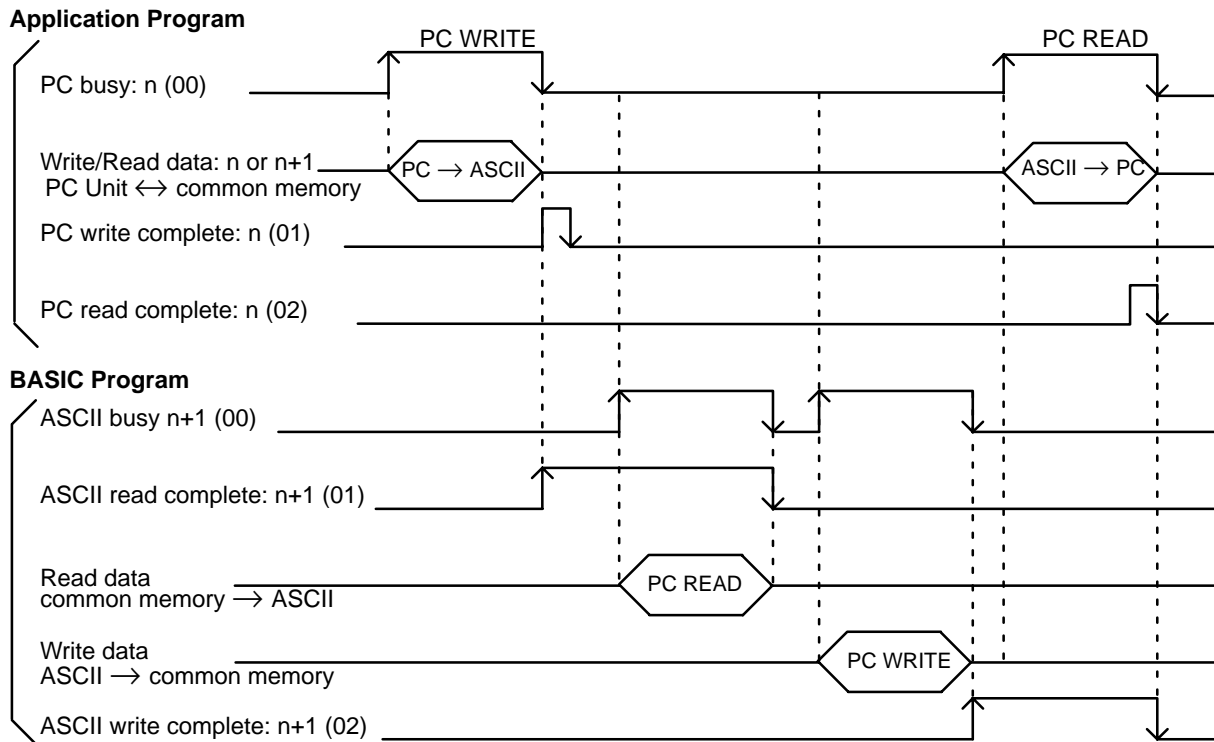 Application Program
PC WRITE
PC READ
PC busy: n (00)
Write/Read data: n or n+1
PC → ASCII
ASCII → PC
PC Unit ↔ common memory
PC write complete: n (01)
PC read complete: n (02)
BASIC Program
ASCII busy n+1 (00)
ASCII read complete: n+1 (01)
Read data
common memory → ASCII
PC READ
Write data
ASCII → common memory
PC WRITE
ASCII write complete: n+1 (02)